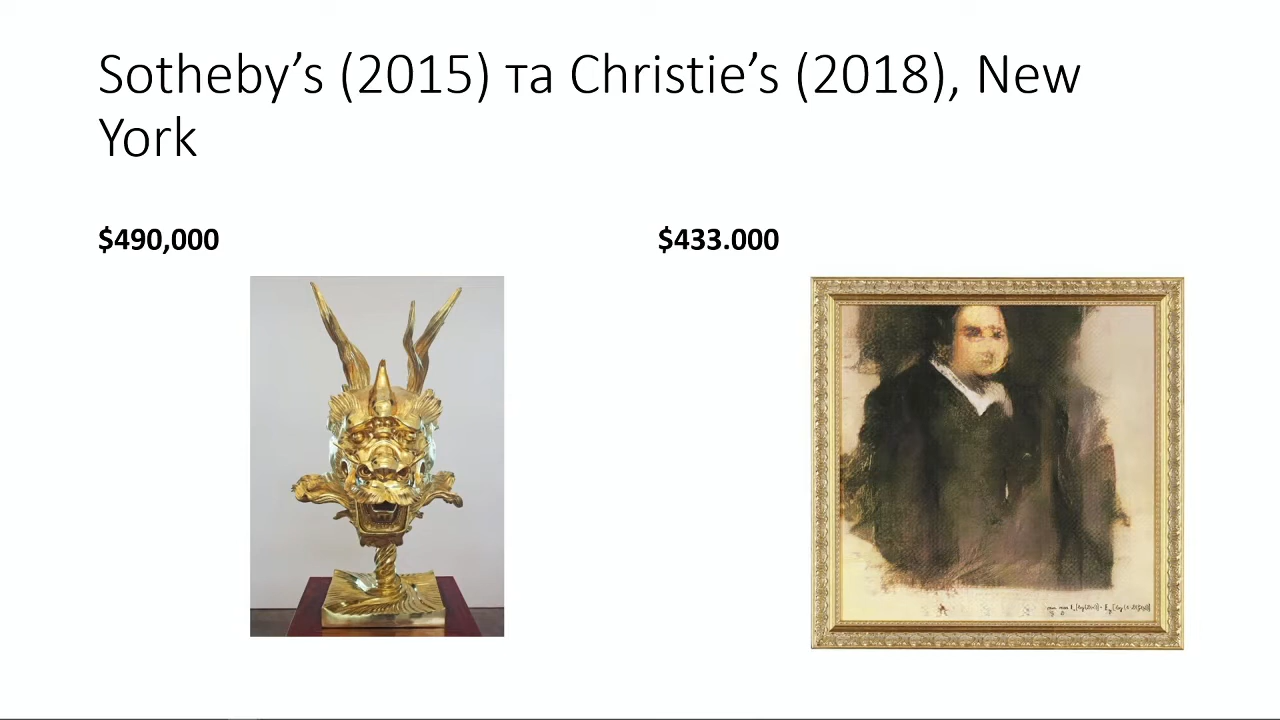 Sotheby’s (2015) та Christie’s (2018), New
York
$490,000
$433.000